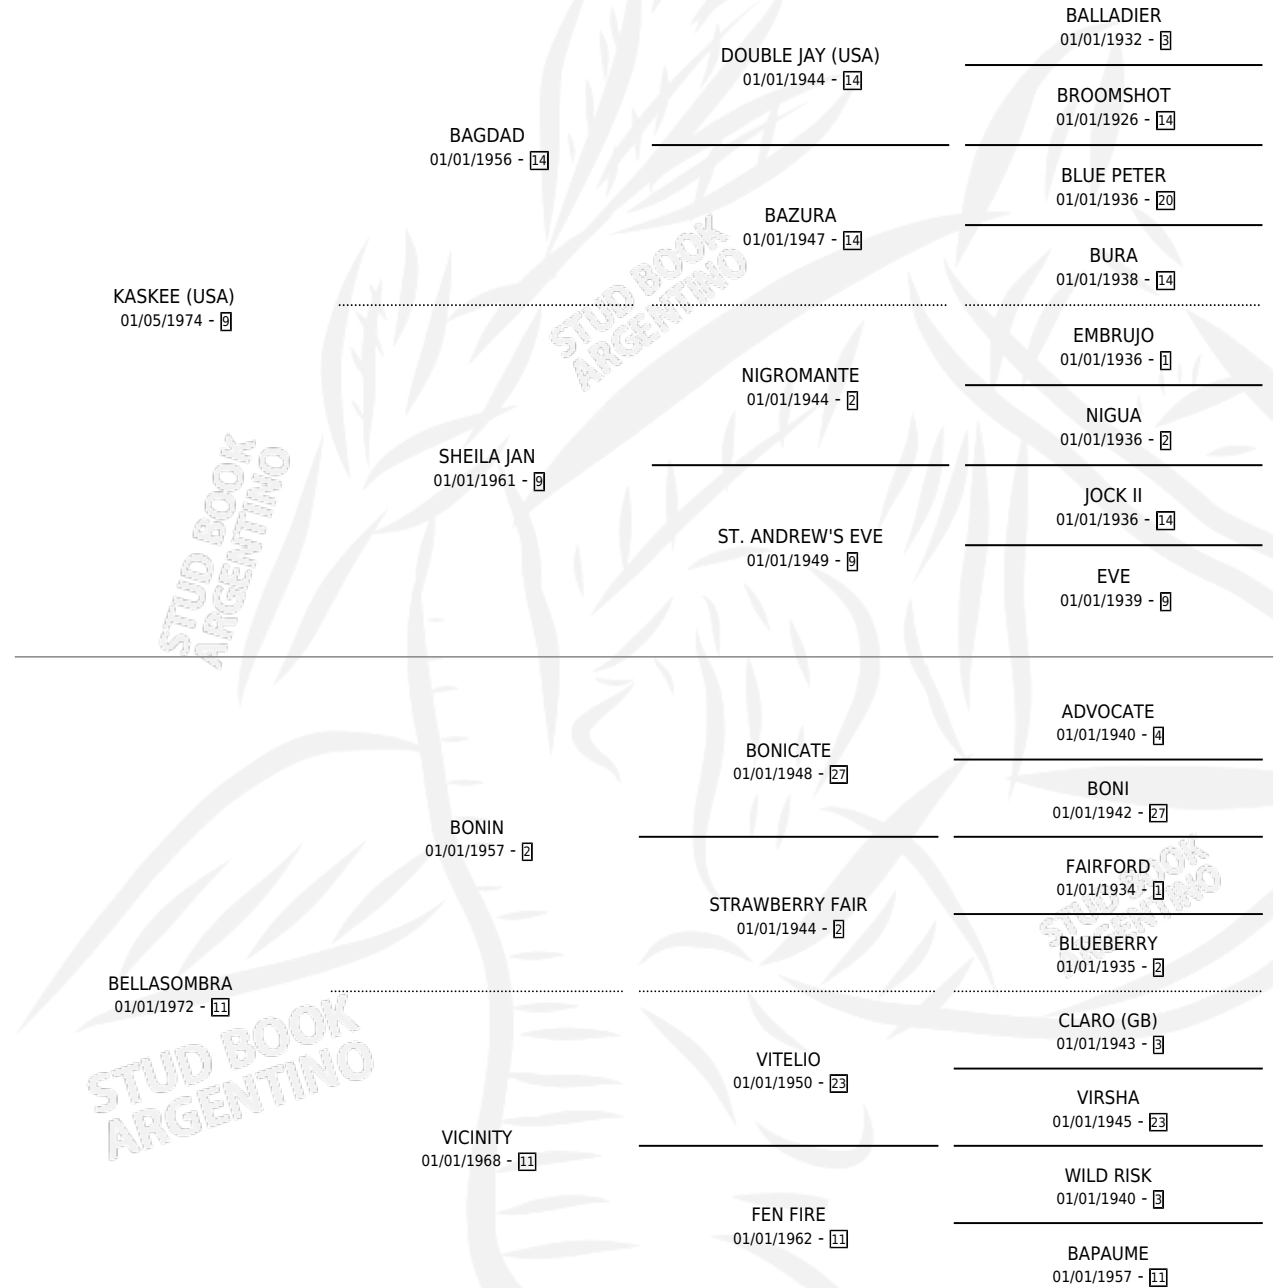 BALLADIER
01/01/1932 - 3
DOUBLE JAY (USA)
01/01/1944 - 14
BROOMSHOT
01/01/1926 - 14
BAGDAD
01/01/1956 - 14
BLUE PETER
01/01/1936 - 20
BAZURA
01/01/1947 - 14
BURA
01/01/1938 - 14
KASKEE (USA)
01/05/1974 - 9
EMBRUJO
01/01/1936 - 1
NIGROMANTE
01/01/1944 - 2
NIGUA
01/01/1936 - 2
SHEILA JAN
01/01/1961 - 9
JOCK II
01/01/1936 - 14
ST. ANDREW'S EVE
01/01/1949 - 9
EVE
01/01/1939 - 9
ADVOCATE
01/01/1940 - 4
BONICATE
01/01/1948 - 27
BONI
01/01/1942 - 27
BONIN
01/01/1957 - 2
FAIRFORD
01/01/1934 - 1
STRAWBERRY FAIR
01/01/1944 - 2
BLUEBERRY
01/01/1935 - 2
BELLASOMBRA
01/01/1972 - 11
CLARO (GB)
01/01/1943 - 3
VITELIO
01/01/1950 - 23
VIRSHA
01/01/1945 - 23
VICINITY
01/01/1968 - 11
WILD RISK
01/01/1940 - 3
FEN FIRE
01/01/1962 - 11
BAPAUME
01/01/1957 - 11
STUD BOOK
ARGENTINO
STUD BOOK
ARGENTINO
STUD BOOK
ARGENTINO
STUD BOOK
ARGENTINO